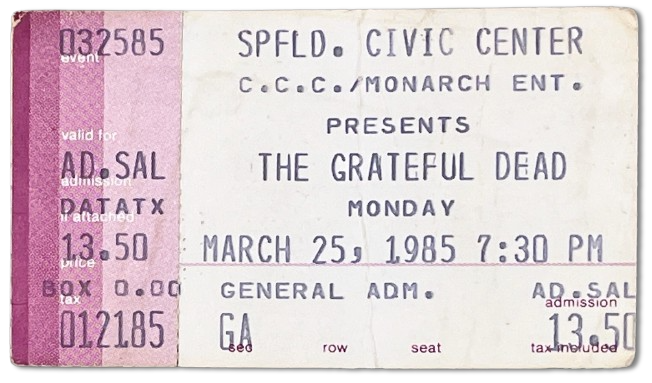 032585
event
valid for
AD.SAL
admission
DATATX
if attached
13.50
price
BOX 0.00
tax
012185
SPFLD. CIVIC CENTER
C.C.C./MONARCH ENT.
PRESENTS
THE GRATEFUL DEAD
MONDAY
MARCH 25, 1985 7:30 PM
GENERAL ADM. AD.SAL
admission
GA 13.50
sec row seat tax included